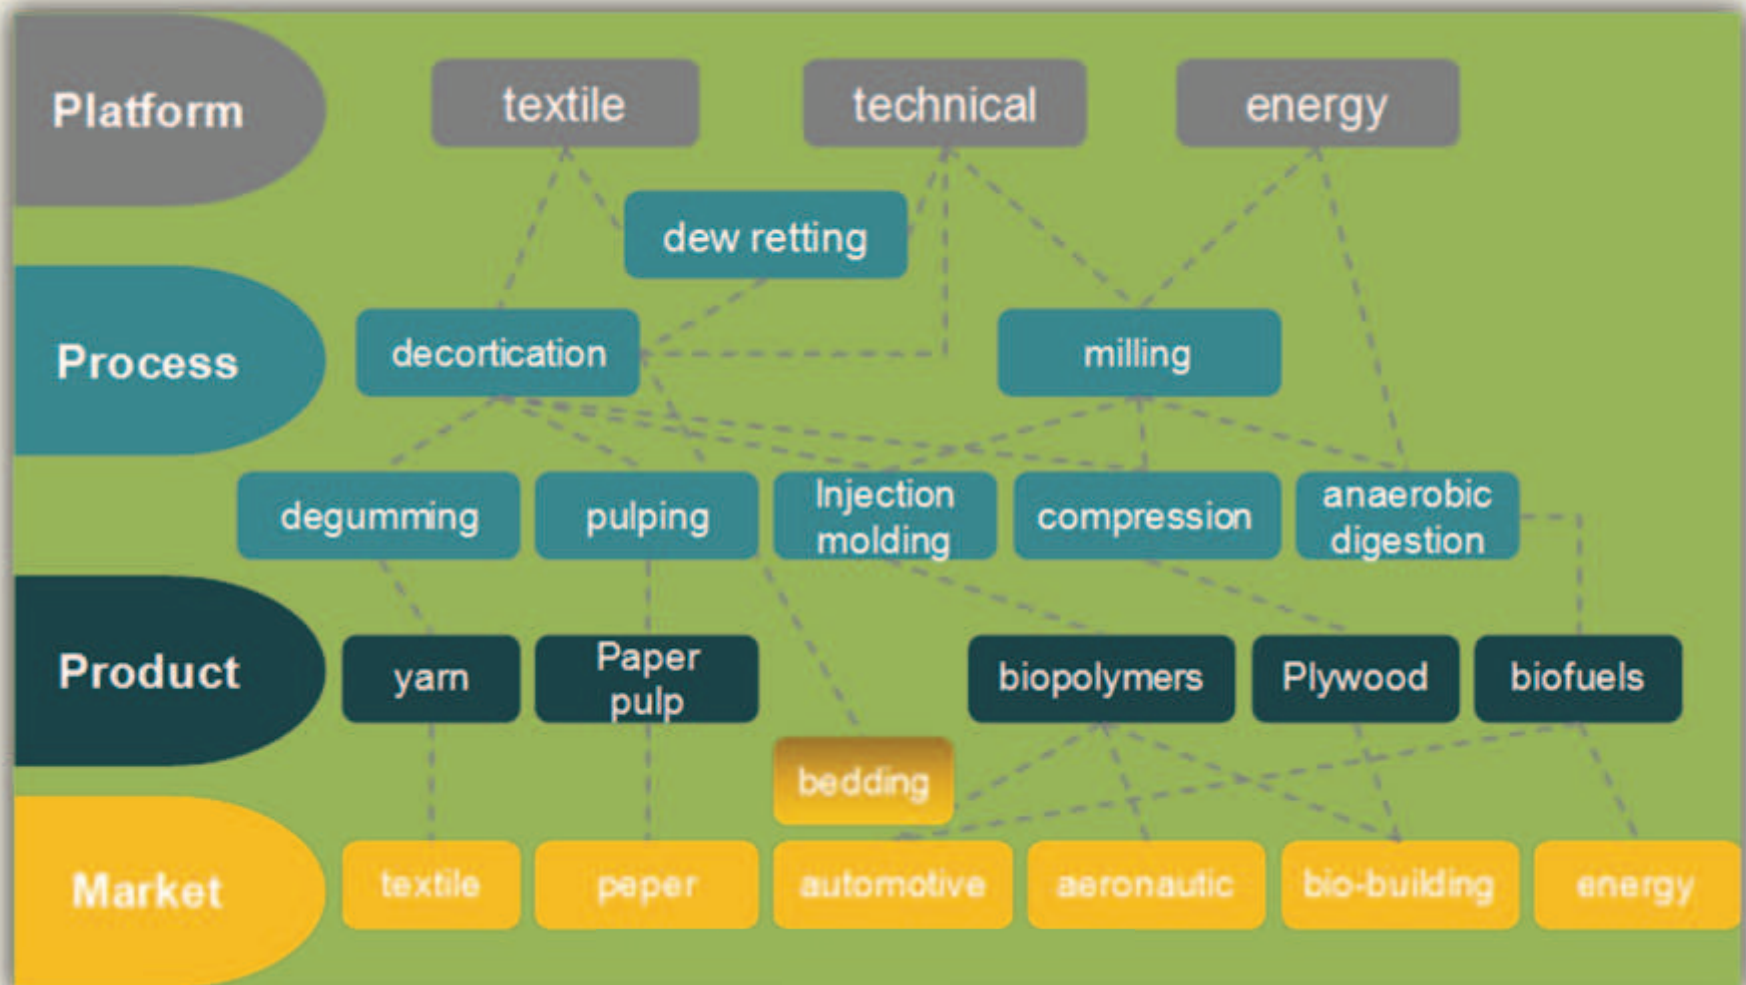 Platform
textile
technical
energy
dew retting
Process
decortication
milling
degumming
pulping
Injection
molding
compression
anaerobic
digestion
Product
yarn
Paper
pulp
biopolymers
Plywood
biofuels
bedding
Market
textile
peper
automotive
aeronautic
bio-building
energy